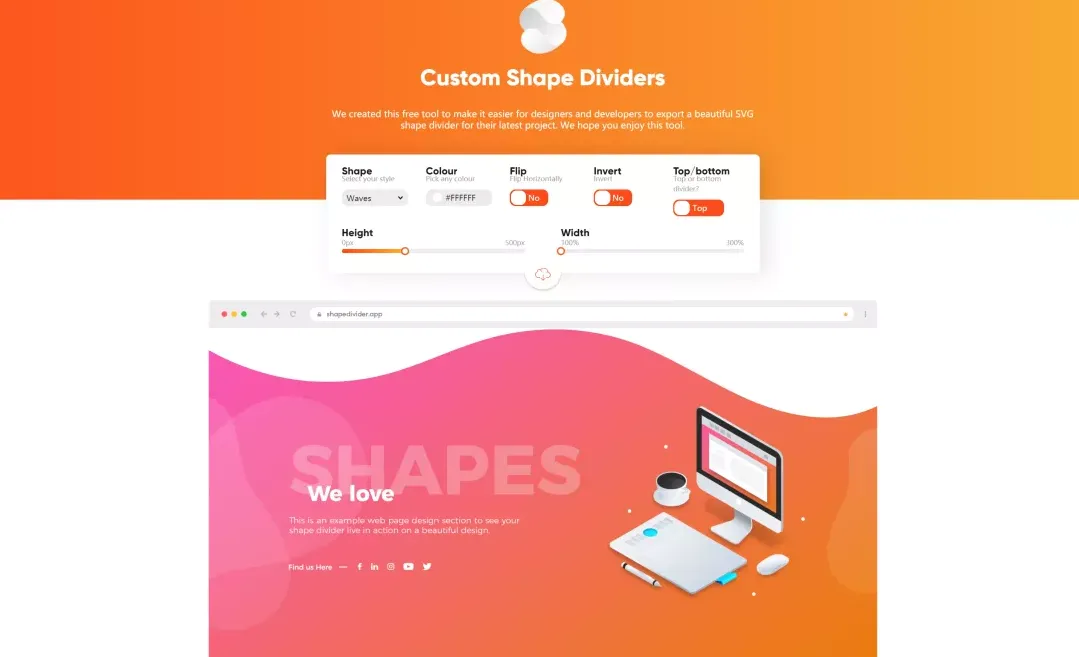 Custom Shape Dividers
We created this free tool to make it easier for designers and developers to export a beautiful SVG
shape divider for their latest project. We hope you enjoy this tool.
Shape
Select your style
Waves
Colour
Pick any colour
#FFFFFF
Flip
Flip Horizontally
No
Invert
Invert
No
Top/bottom
Top or bottom
divider?
Top
Height
0px
500px
Width
100%
300%
shapedivider.app
SHAPES
We love
This is an example web page design section to see your
shape divider live in action on a beautiful design.
Find us Here